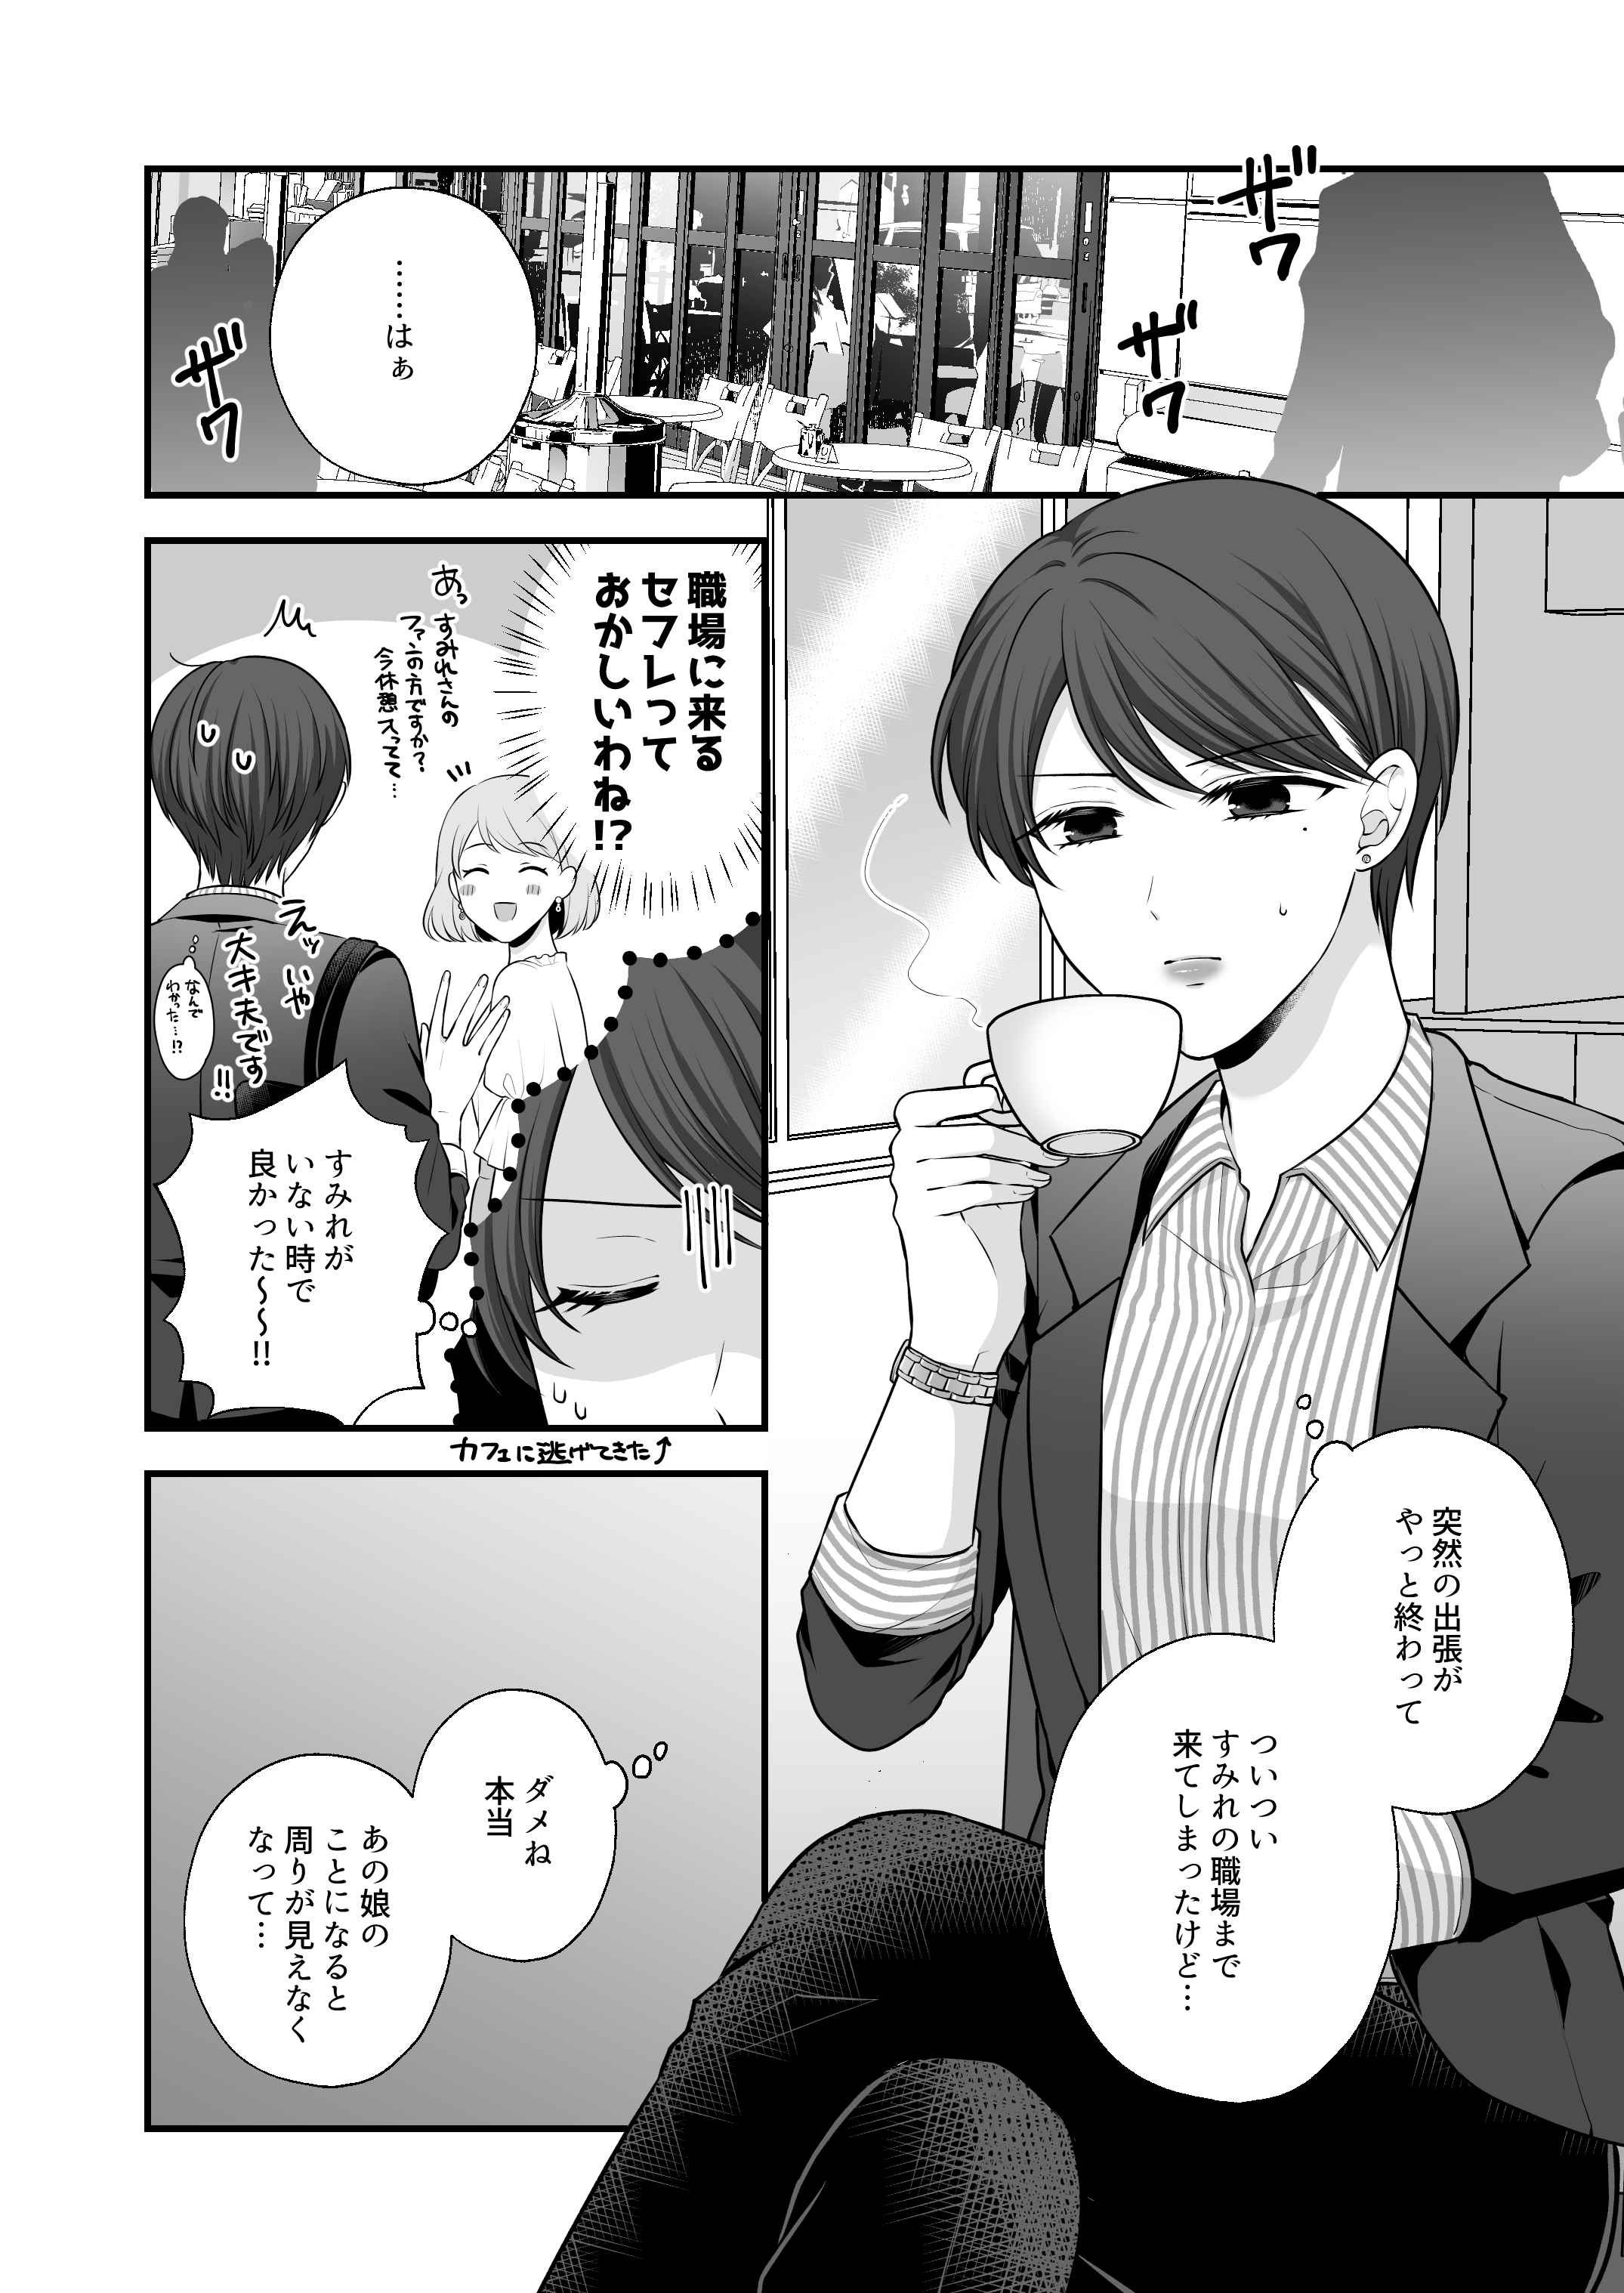 ザワ
ザワ
……はぁ
ザワ
突然の出張が
やっと終わって
ついつい
すみれの職場まで
来てしまったけど…
職場に来る
セフレって
おかしいわね!?
あっ
すみれさんの
ファンの方ですか?
今休憩入ってて…
えッ
いや
大丈夫です
!!
なんで
わかった…!?
すみれが
いない時で
良かった〜〜!!
カフェに逃げてきた↑
ダメね
本当
あの娘の
ことになると
周りが見えなく
なって…